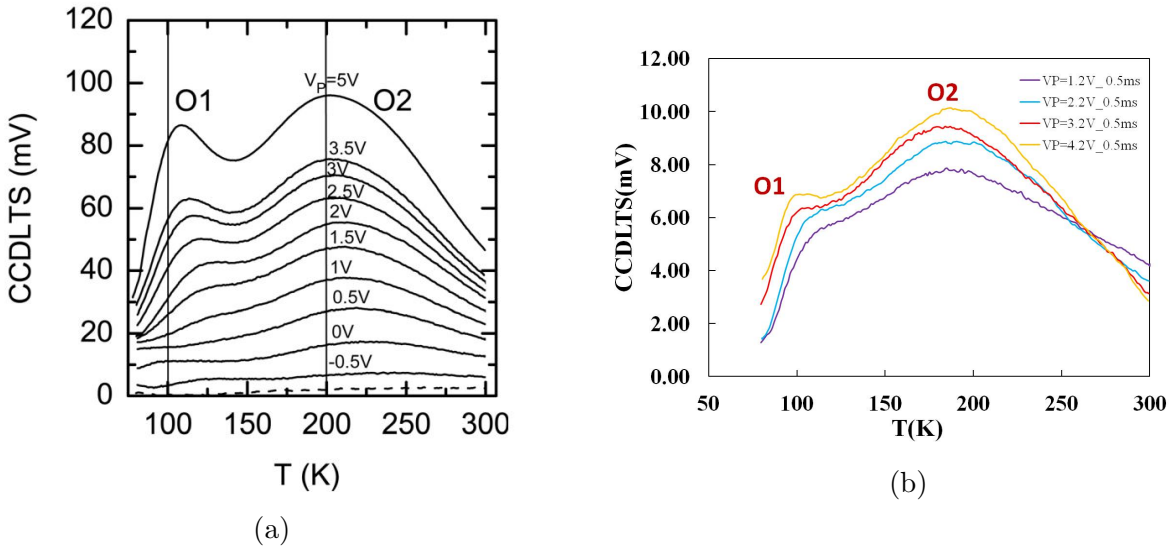 CCDLTS (mV)
120
100
80
60
40
20
0
O1
V_P=5V
O2
3.5V
3V
2.5V
2V
1.5V
1V
0.5V
0V
-0.5V
100 150 200 250 300
T (K)
(a)
CCDLTS(mV)
12.00
10.00
8.00
6.00
4.00
2.00
0.00
VP=1.2V_0.5ms
VP=2.2V_0.5ms
VP=3.2V_0.5ms
VP=4.2V_0.5ms
O2
O1
50 100 150 200 250 300
T(K)
(b)